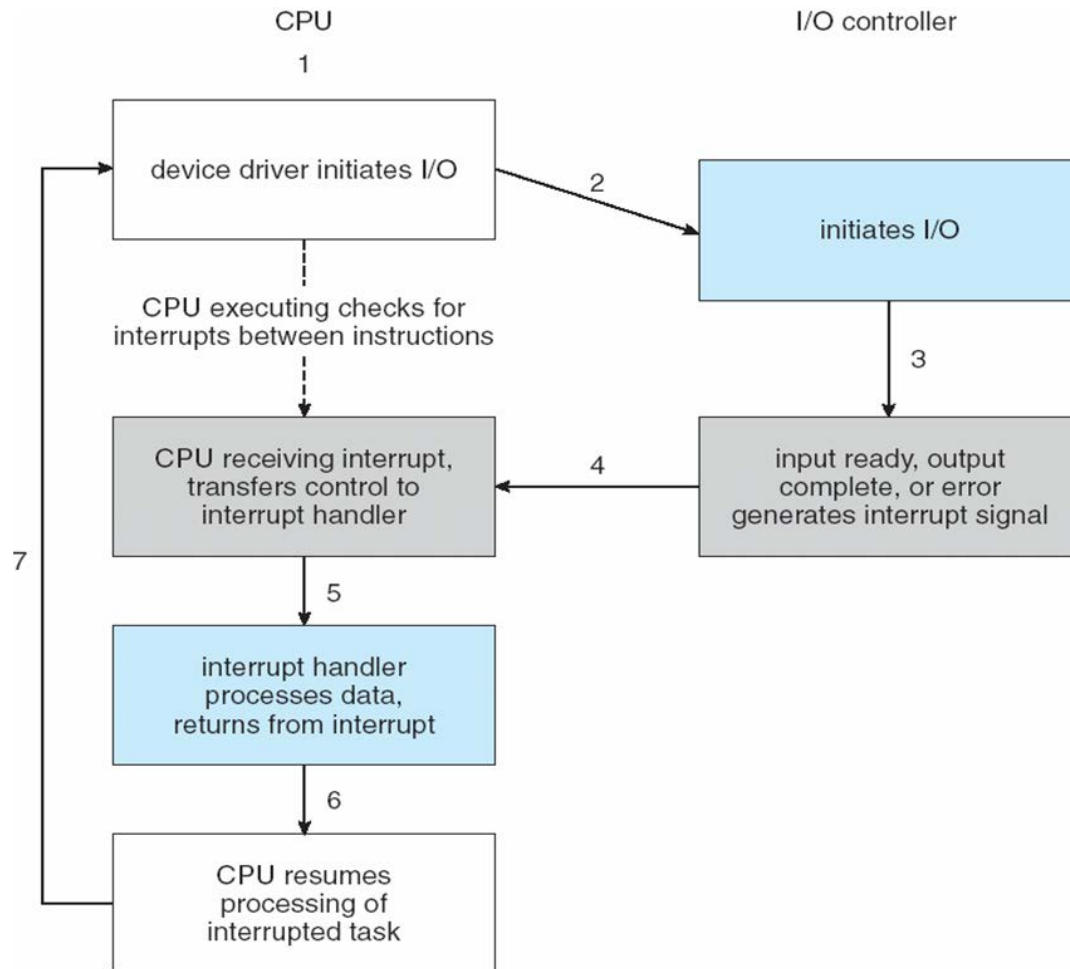 CPU
I/O controller
1
device driver initiates I/O
2
initiates I/O
CPU executing checks for
interrupts between instructions
3
CPU receiving interrupt,
transfers control to
interrupt handler
4
input ready, output
complete, or error
generates interrupt signal
7
5
interrupt handler
processes data,
returns from interrupt
6
CPU resumes
processing of
interrupted task